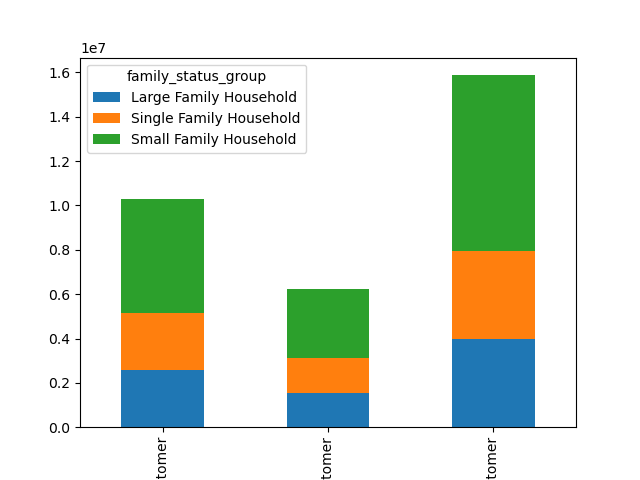 1e7
family_status_group
Large Family Household
Single Family Household
Small Family Household
1.6
1.4
1.2
1.0
0.8
0.6
0.4
0.2
0.0
tomer
tomer
tomer